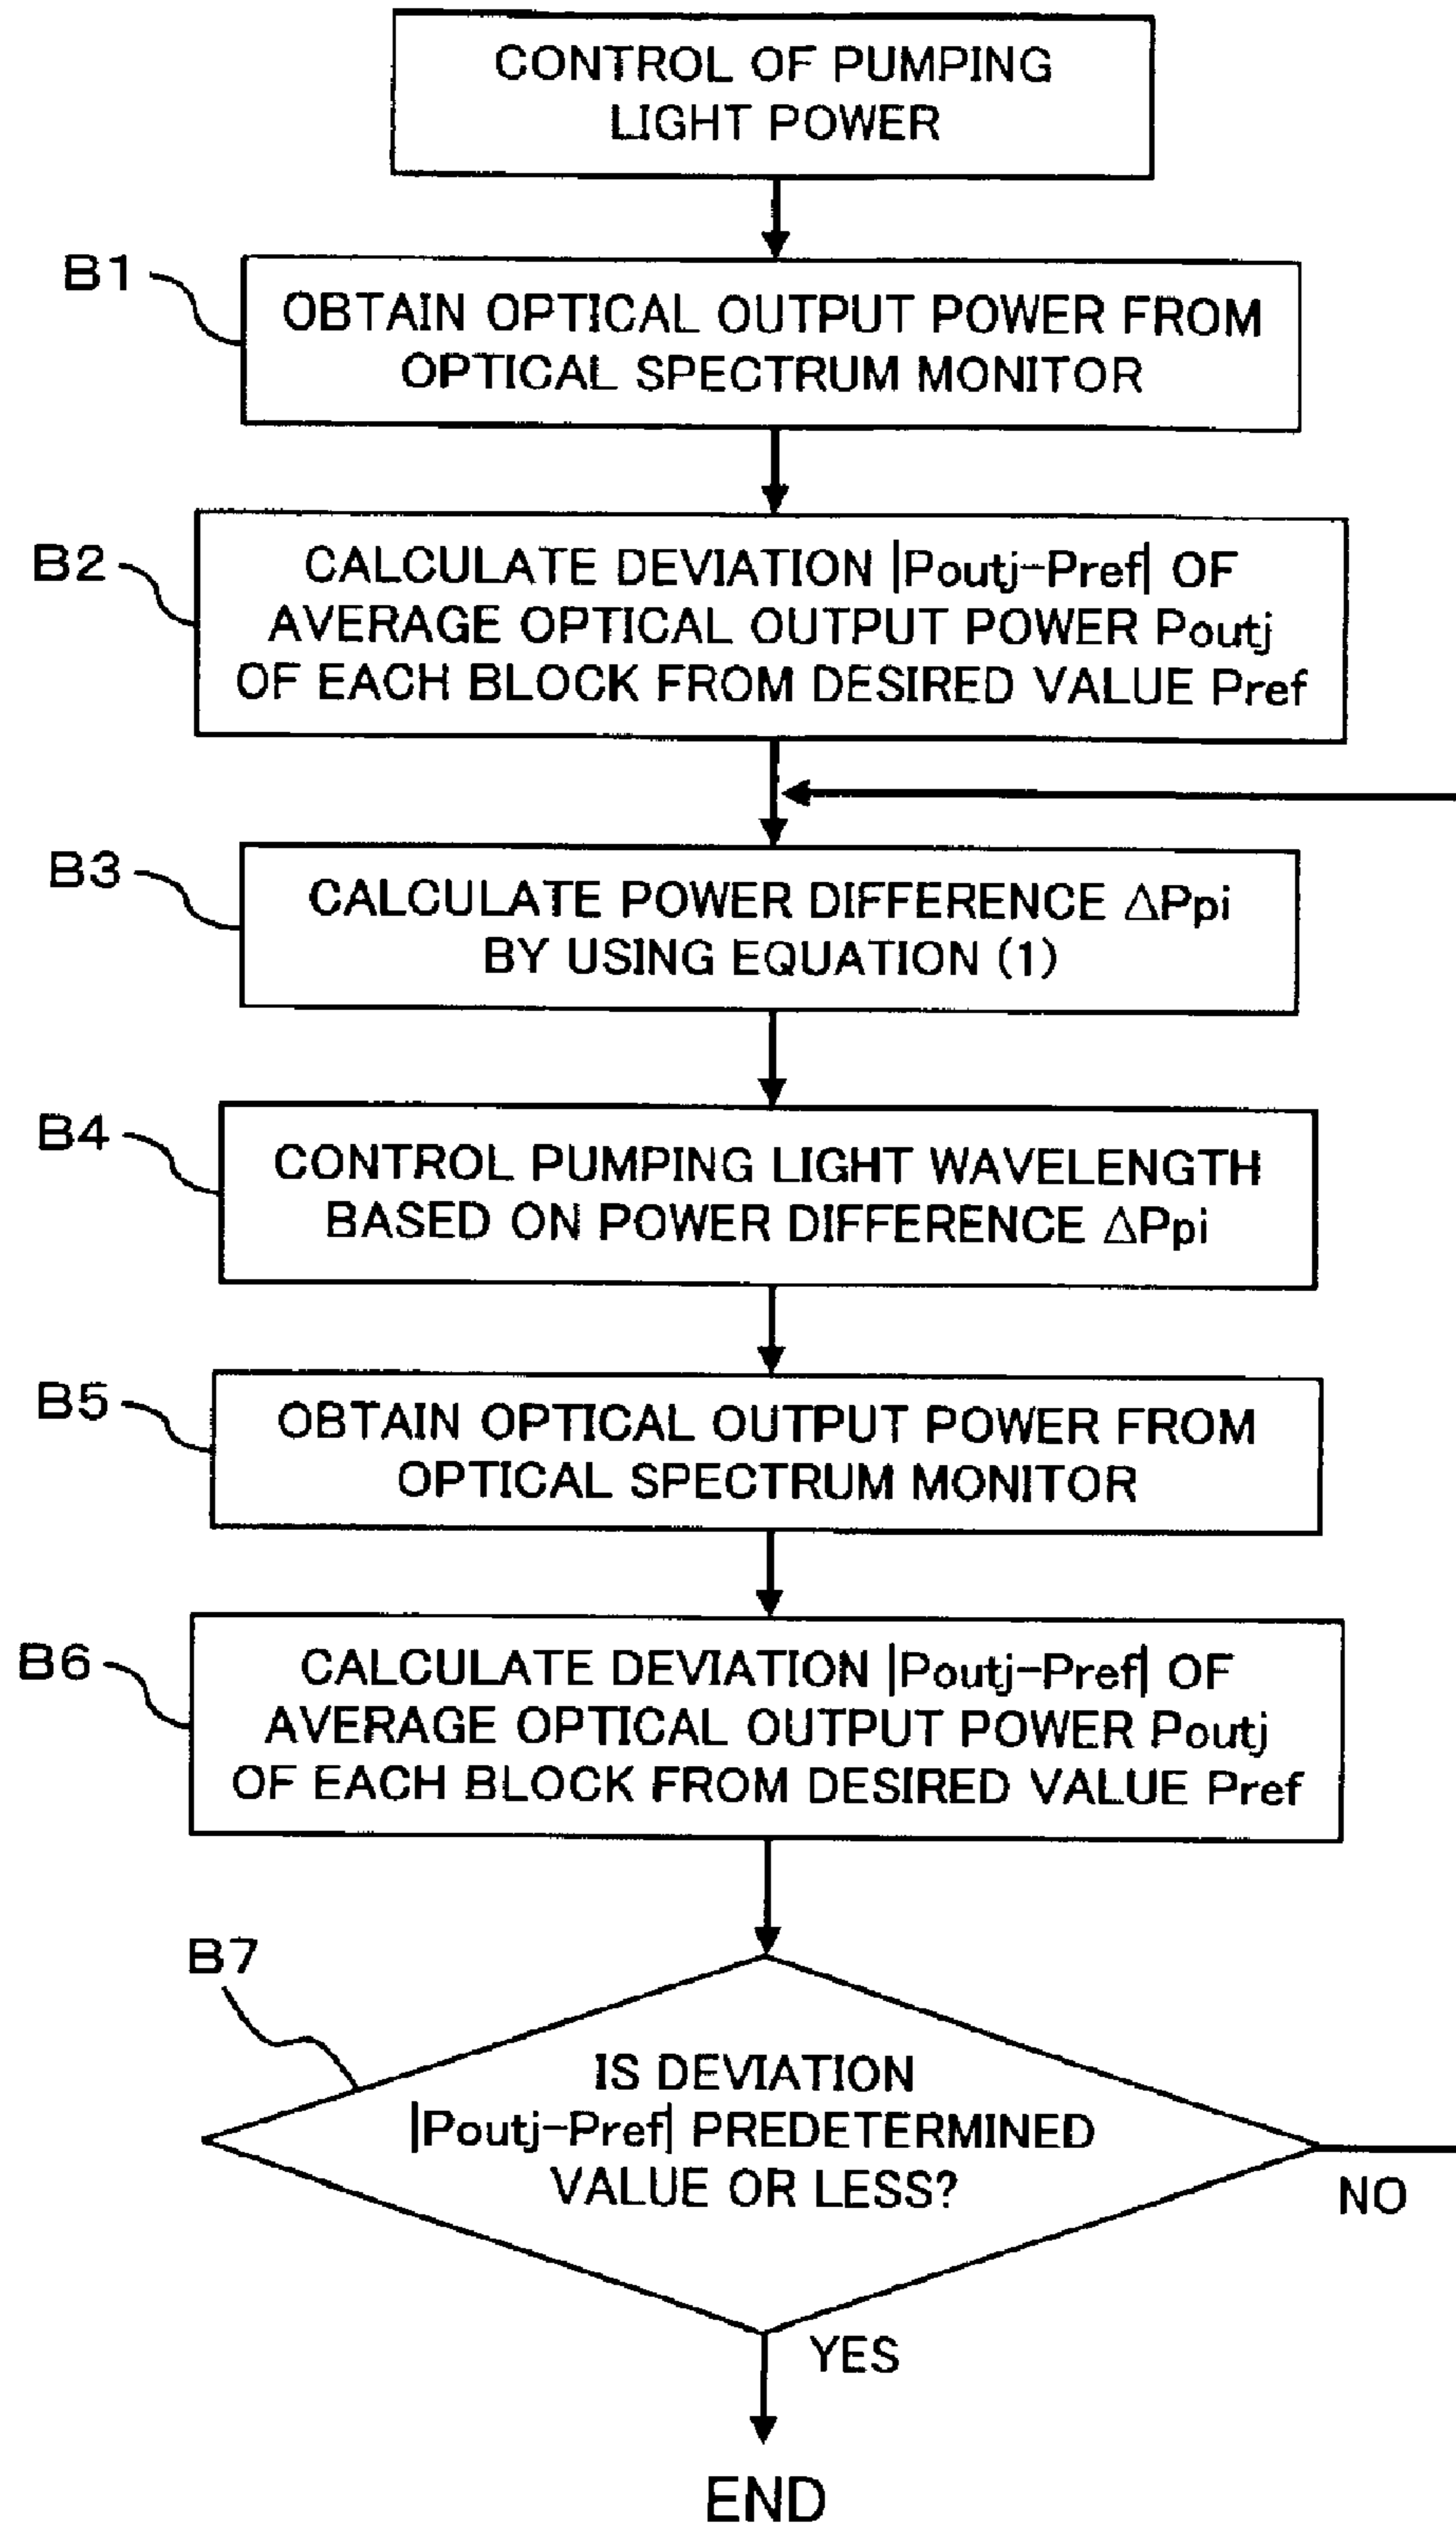 CONTROL OF PUMPING
LIGHT POWER
B1
OBTAIN OPTICAL OUTPUT POWER FROM
OPTICAL SPECTRUM MONITOR
B2
CALCULATE DEVIATION |Poutj-Pref| OF
AVERAGE OPTICAL OUTPUT POWER Poutj
OF EACH BLOCK FROM DESIRED VALUE Pref
B3
CALCULATE POWER DIFFERENCE ΔPpi
BY USING EQUATION (1)
B4
CONTROL PUMPING LIGHT WAVELENGTH
BASED ON POWER DIFFERENCE ΔPpi
B5
OBTAIN OPTICAL OUTPUT POWER FROM
OPTICAL SPECTRUM MONITOR
B6
CALCULATE DEVIATION |Poutj-Pref| OF
AVERAGE OPTICAL OUTPUT POWER Poutj
OF EACH BLOCK FROM DESIRED VALUE Pref
B7
IS DEVIATION
|Poutj-Pref| PREDETERMINED
VALUE OR LESS?
NO
YES
END